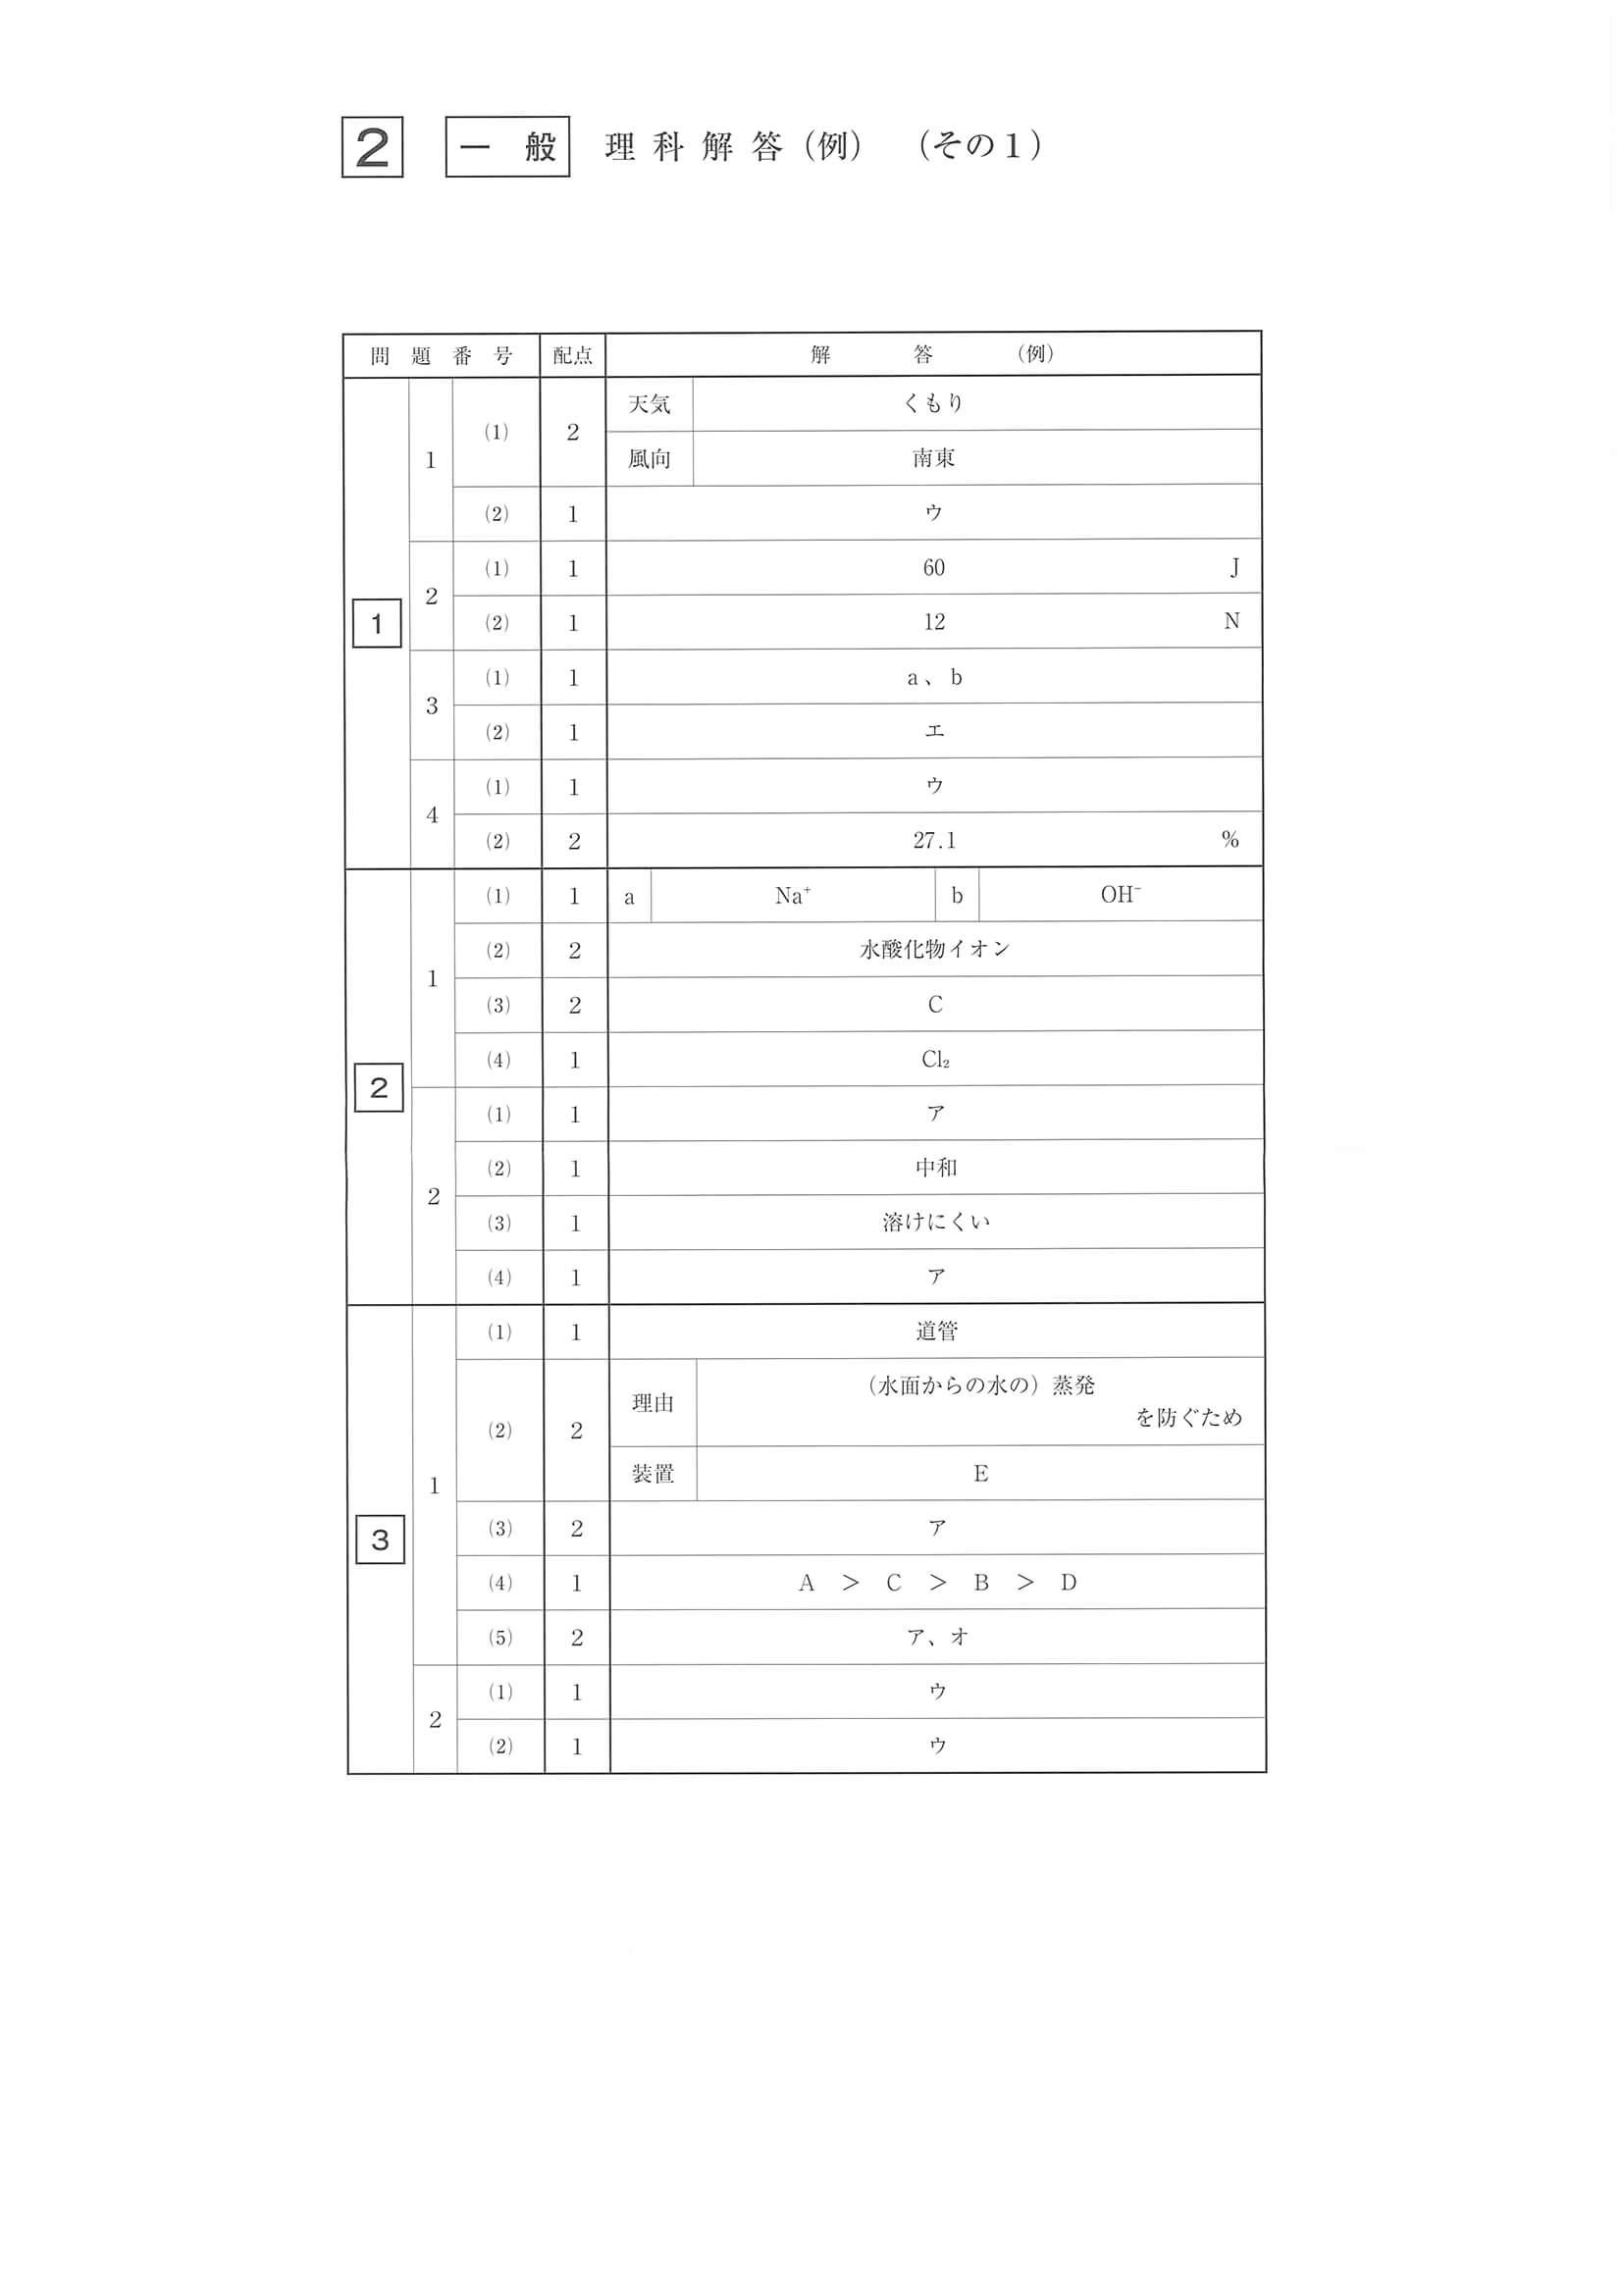 2 一般 理科解答(例) (その1)
問題番号 配点 解答(例)
1 1 (1) 2 天気 くもり
風向 南東
(2) 1 ウ
2 (1) 1 60 J
(2) 1 12 N
3 (1) 1 a、b
(2) 1 エ
4 (1) 1 ウ
(2) 2 27.1 %
2 1 (1) 1 a Na⁺ b OH⁻
(2) 2 水酸化物イオン
(3) 2 C
(4) 1 Cl₂
2 (1) 1 ア
(2) 1 中和
(3) 1 溶けにくい
(4) 1 ア
3 1 (1) 1 道管
(2) 2 理由 (水面からの水の)蒸発
を防ぐため
装置 E
(3) 2 ア
(4) 1 A > C > B > D
(5) 2 ア、オ
2 (1) 1 ウ
(2) 1 ウ